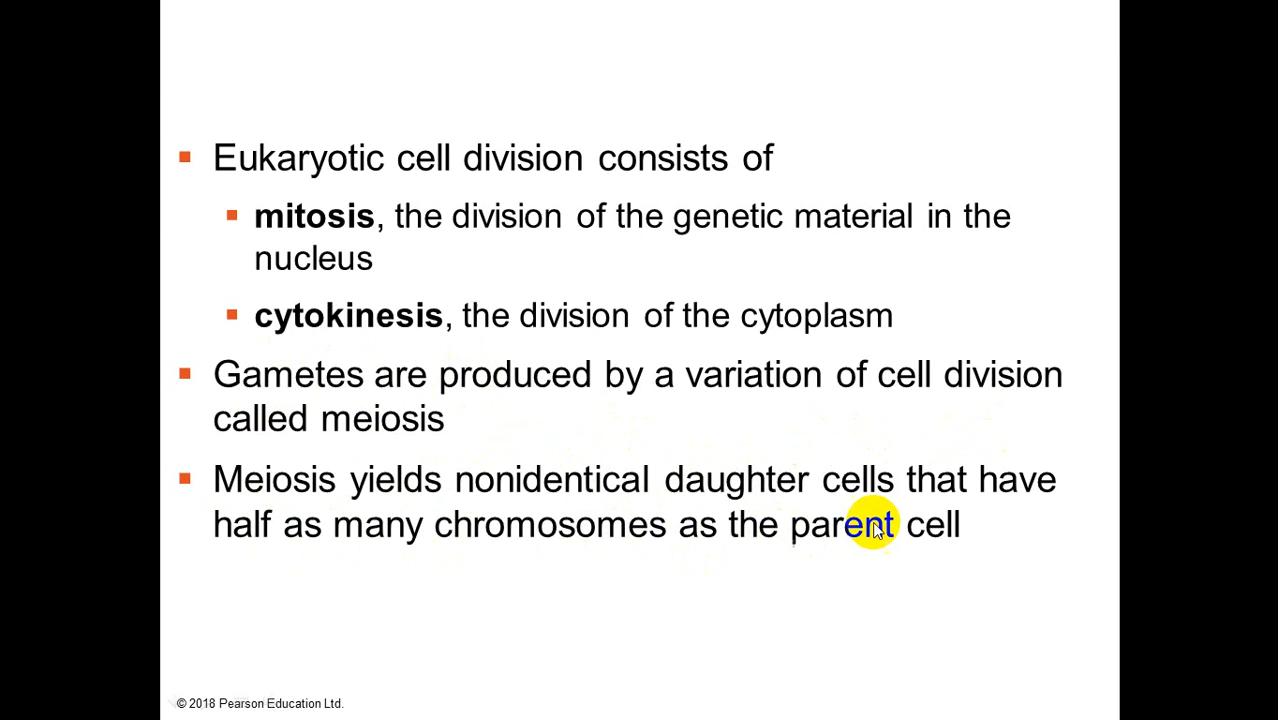 Eukaryotic cell division consists of
mitosis, the division of the genetic material in the
nucleus
cytokinesis, the division of the cytoplasm
Gametes are produced by a variation of cell division
called meiosis
Meiosis yields nonidentical daughter cells that have
half as many chromosomes as the parent cell
© 2018 Pearson Education Ltd.